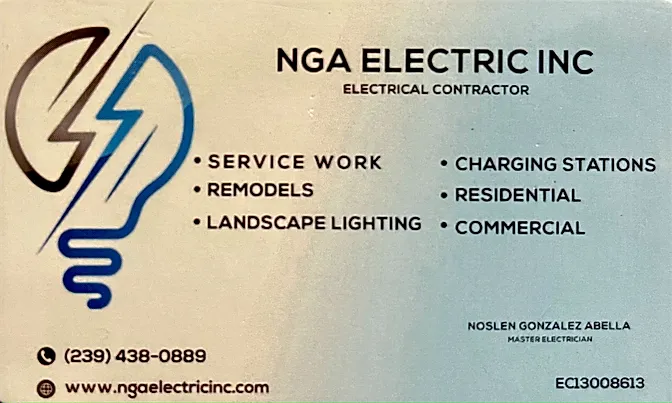 NGA ELECTRIC INC
ELECTRICAL CONTRACTOR
• SERVICE WORK
• REMODELS
• LANDSCAPE LIGHTING
• CHARGING STATIONS
• RESIDENTIAL
• COMMERCIAL
NOSLEN GONZALEZ ABELLA
MASTER ELECTRICIAN
(239) 438-0889
www.ngaelectricinc.com
EC13008613